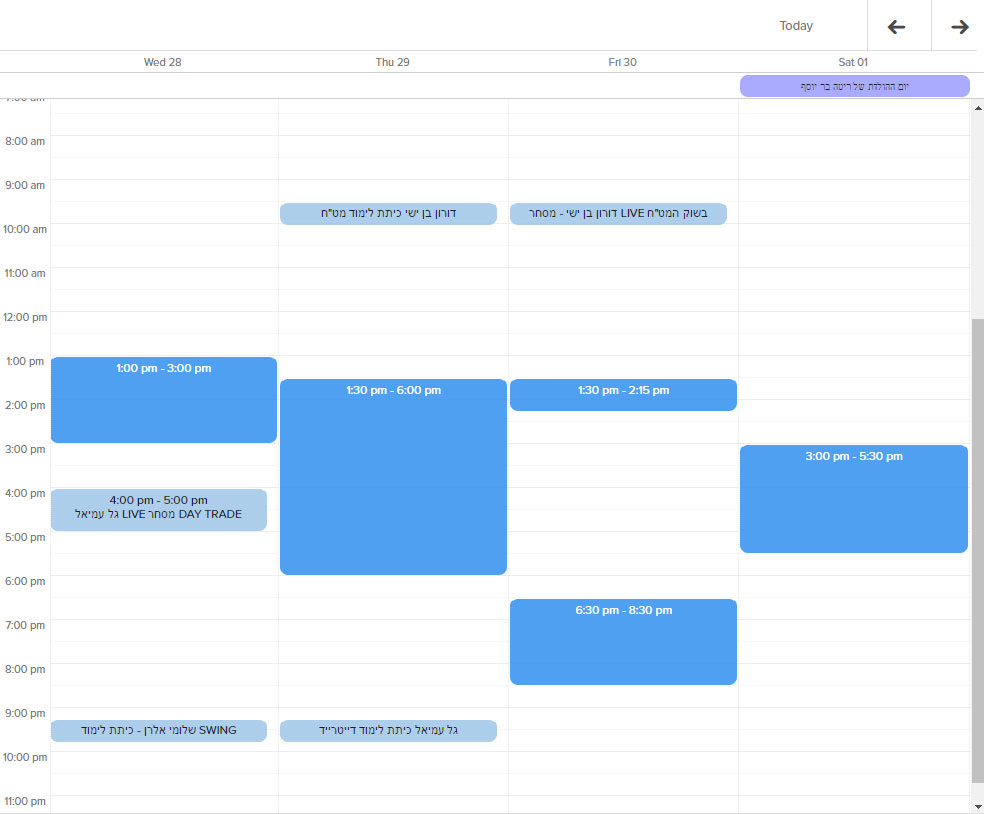 Today
Wed 28
Thu 29
Fri 30
Sat 01
יום ההולדת של ריטה בר יוסף
7:00 am
8:00 am
9:00 am
10:00 am
11:00 am
12:00 pm
1:00 pm
2:00 pm
3:00 pm
4:00 pm
5:00 pm
6:00 pm
7:00 pm
8:00 pm
9:00 pm
10:00 pm
11:00 pm
1:00 pm - 3:00 pm
4:00 pm - 5:00 pm
גל עמיאל LIVE מסחר DAY TRADE
שלומי אלרן - כיתת לימוד SWING
דורון בן ישי כיתת לימוד מט"ח
1:30 pm - 6:00 pm
גל עמיאל כיתת לימוד דייטרייד
דורון בן ישי - מסחר LIVE בשוק המט"ח
1:30 pm - 2:15 pm
6:30 pm - 8:30 pm
3:00 pm - 5:30 pm